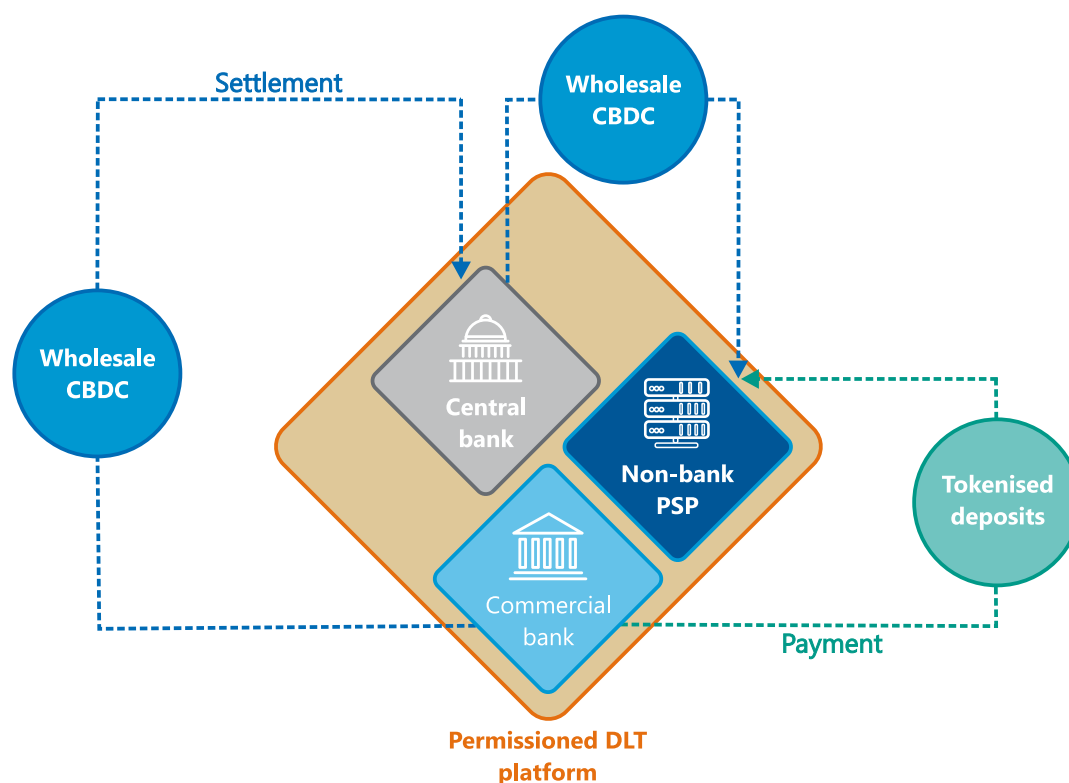 Settlement
Wholesale
CBDC
Wholesale
CBDC
Central
bank
Non-bank
PSP
Tokenised
deposits
Commercial
bank
Payment
Permissioned DLT
platform